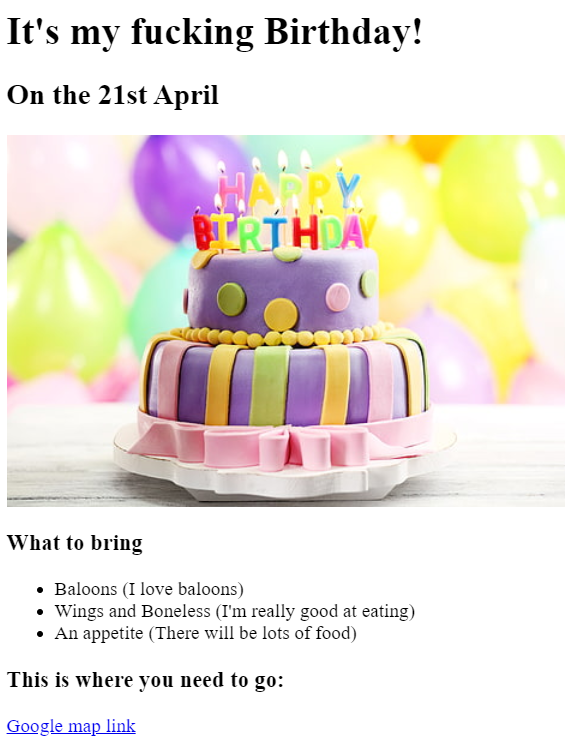 It's my fucking Birthday!
On the 21st April
HAPPY
BIRTHDAY
What to bring
Baloons (I love baloons)
Wings and Boneless (I'm really good at eating)
An appetite (There will be lots of food)
This is where you need to go:
Google map link